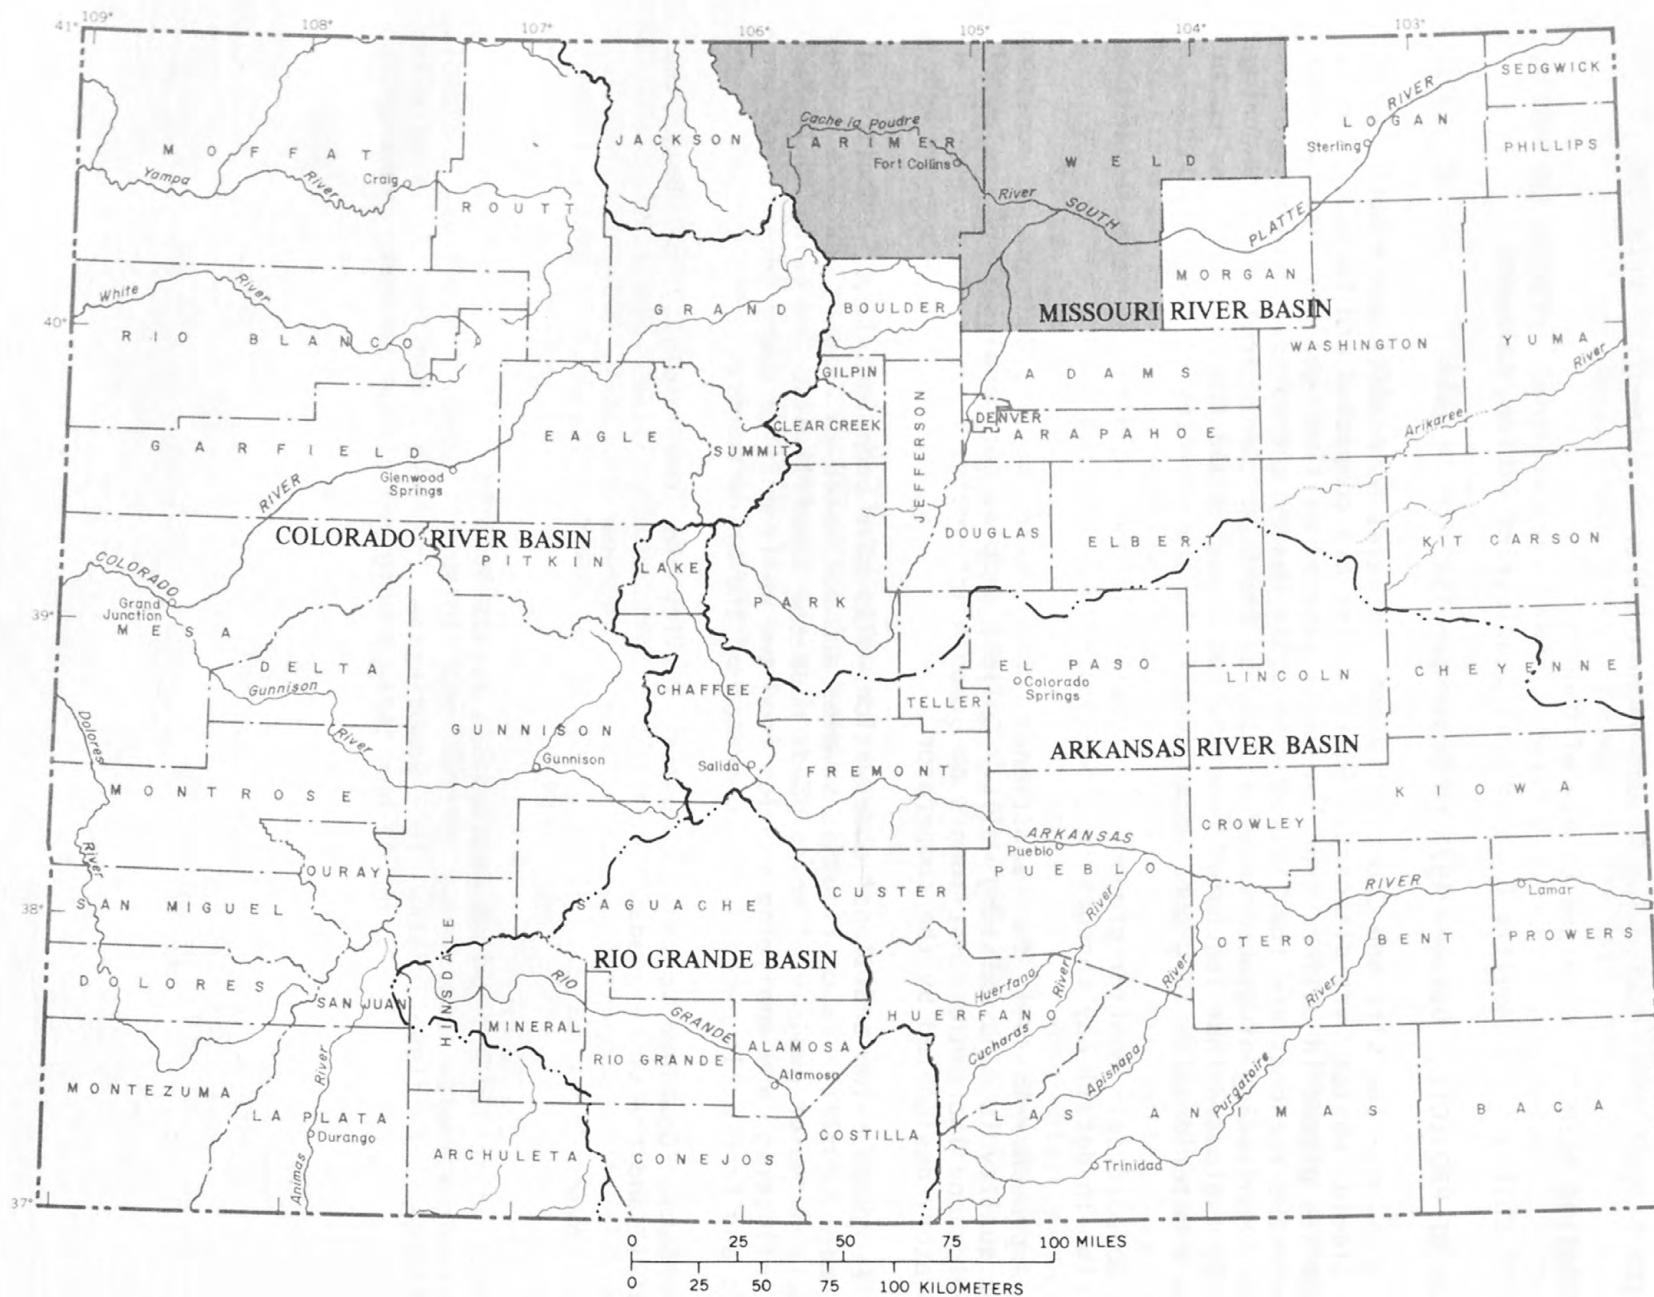 41° 109° 108° 107° 106° 105° 104° 103°
SEDGWICK
RIVER
LOGAN
JACKSON
Cache la Poudre
LARIMER
Fort Collins
WELD
Sterling
PHILLIPS
MOFFAT
Yampa
River
Craig
ROUTT
River
SOUTH
PLATTE
MORGAN
White
River
GRAND
BOULDER
MISSOURI RIVER BASIN
40°
RIO BLANCO
WASHINGTON
YUMA
River
GILPIN
ADAMS
JEFFERSON
DENVER
Arikaree
CLEAR CREEK
ARAPAHOE
GARFIELD
EAGLE
SUMMIT
Glenwood
Springs
RIVER
DOUGLAS
ELBERT
KIT CARSON
COLORADO RIVER BASIN
PITKIN
LAKE
COLORADO
Grand
Junction
PARK
39°
MESA
DELTA
Gunnison
EL PASO
Colorado
Springs
LINCOLN
CHEYENNE
CHAFFEE
TELLER
Dolores
River
GUNNISON
Gunnison
Salida
FREMONT
ARKANSAS RIVER BASIN
MONTROSE
KIOWA
CROWLEY
ARKANSAS
Pueblo
River
OURAY
PUEBLO
RIVER
Lamar
CUSTER
38°
SAN MIGUEL
SAGUACHE
River
HINSDALE
OTERO
BENT
PROWERS
RIO GRANDE BASIN
DOLORES
RIO
GRANDE
SAN JUAN
Huerfano
River
River
River
HUERFANO
MINERAL
RIO GRANDE
ALAMOSA
Alamosa
Cucharas
Apishapa
Purgatoire
MONTEZUMA
LA PLATA
River
Durango
LAS ANIMAS
BACA
COSTILLA
ARCHULETA
CONEJOS
Trinidad
Animas
37°
0 25 50 75 100 MILES
0 25 50 75 100 KILOMETERS